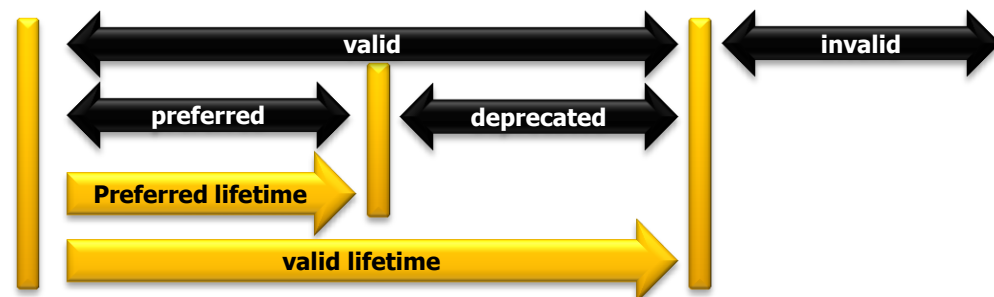 valid
invalid
preferred
deprecated
Preferred lifetime
valid lifetime